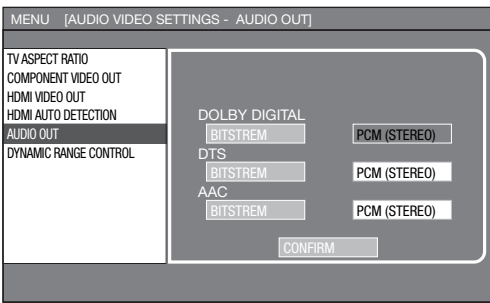 MENU [AUDIO VIDEO SETTINGS - AUDIO OUT]
TV ASPECT RATIO
COMPONENT VIDEO OUT
HDMI VIDEO OUT
HDMI AUTO DETECTION
AUDIO OUT
DYNAMIC RANGE CONTROL
DOLBY DIGITAL
BITSTREM PCM (STEREO)
DTS
BITSTREM PCM (STEREO)
AAC
BITSTREM PCM (STEREO)
CONFIRM